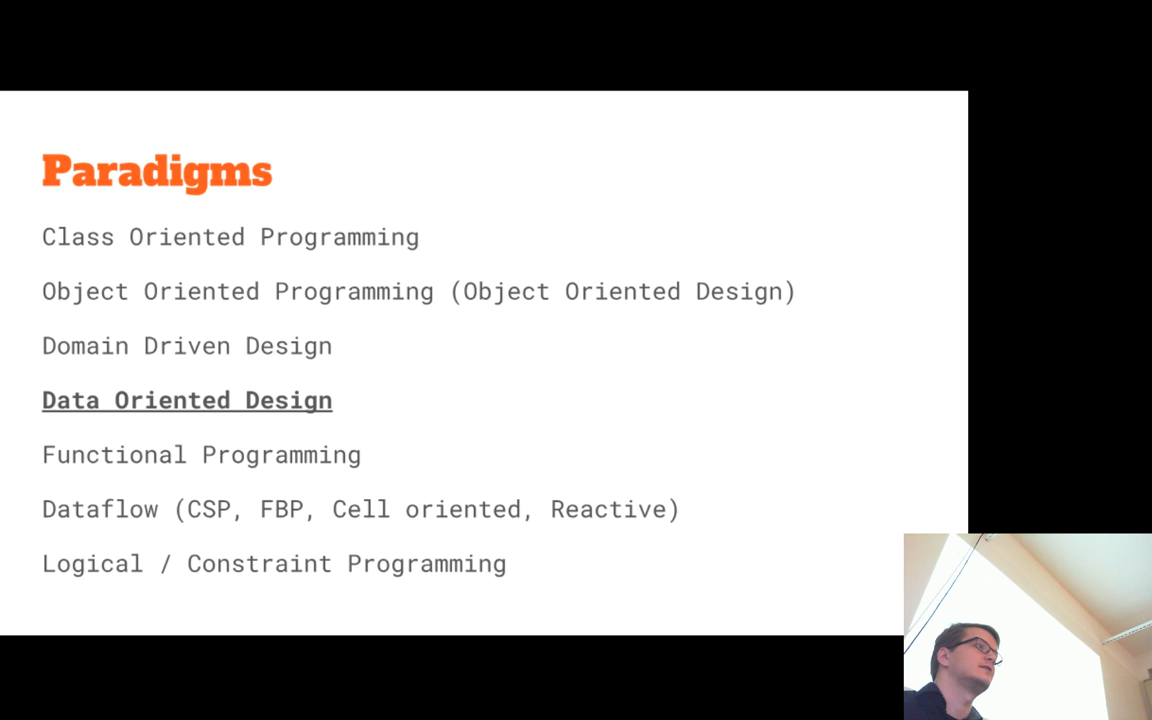 Paradigms
Class Oriented Programming
Object Oriented Programming (Object Oriented Design)
Domain Driven Design
Data Oriented Design
Functional Programming
Dataflow (CSP, FBP, Cell oriented, Reactive)
Logical / Constraint Programming